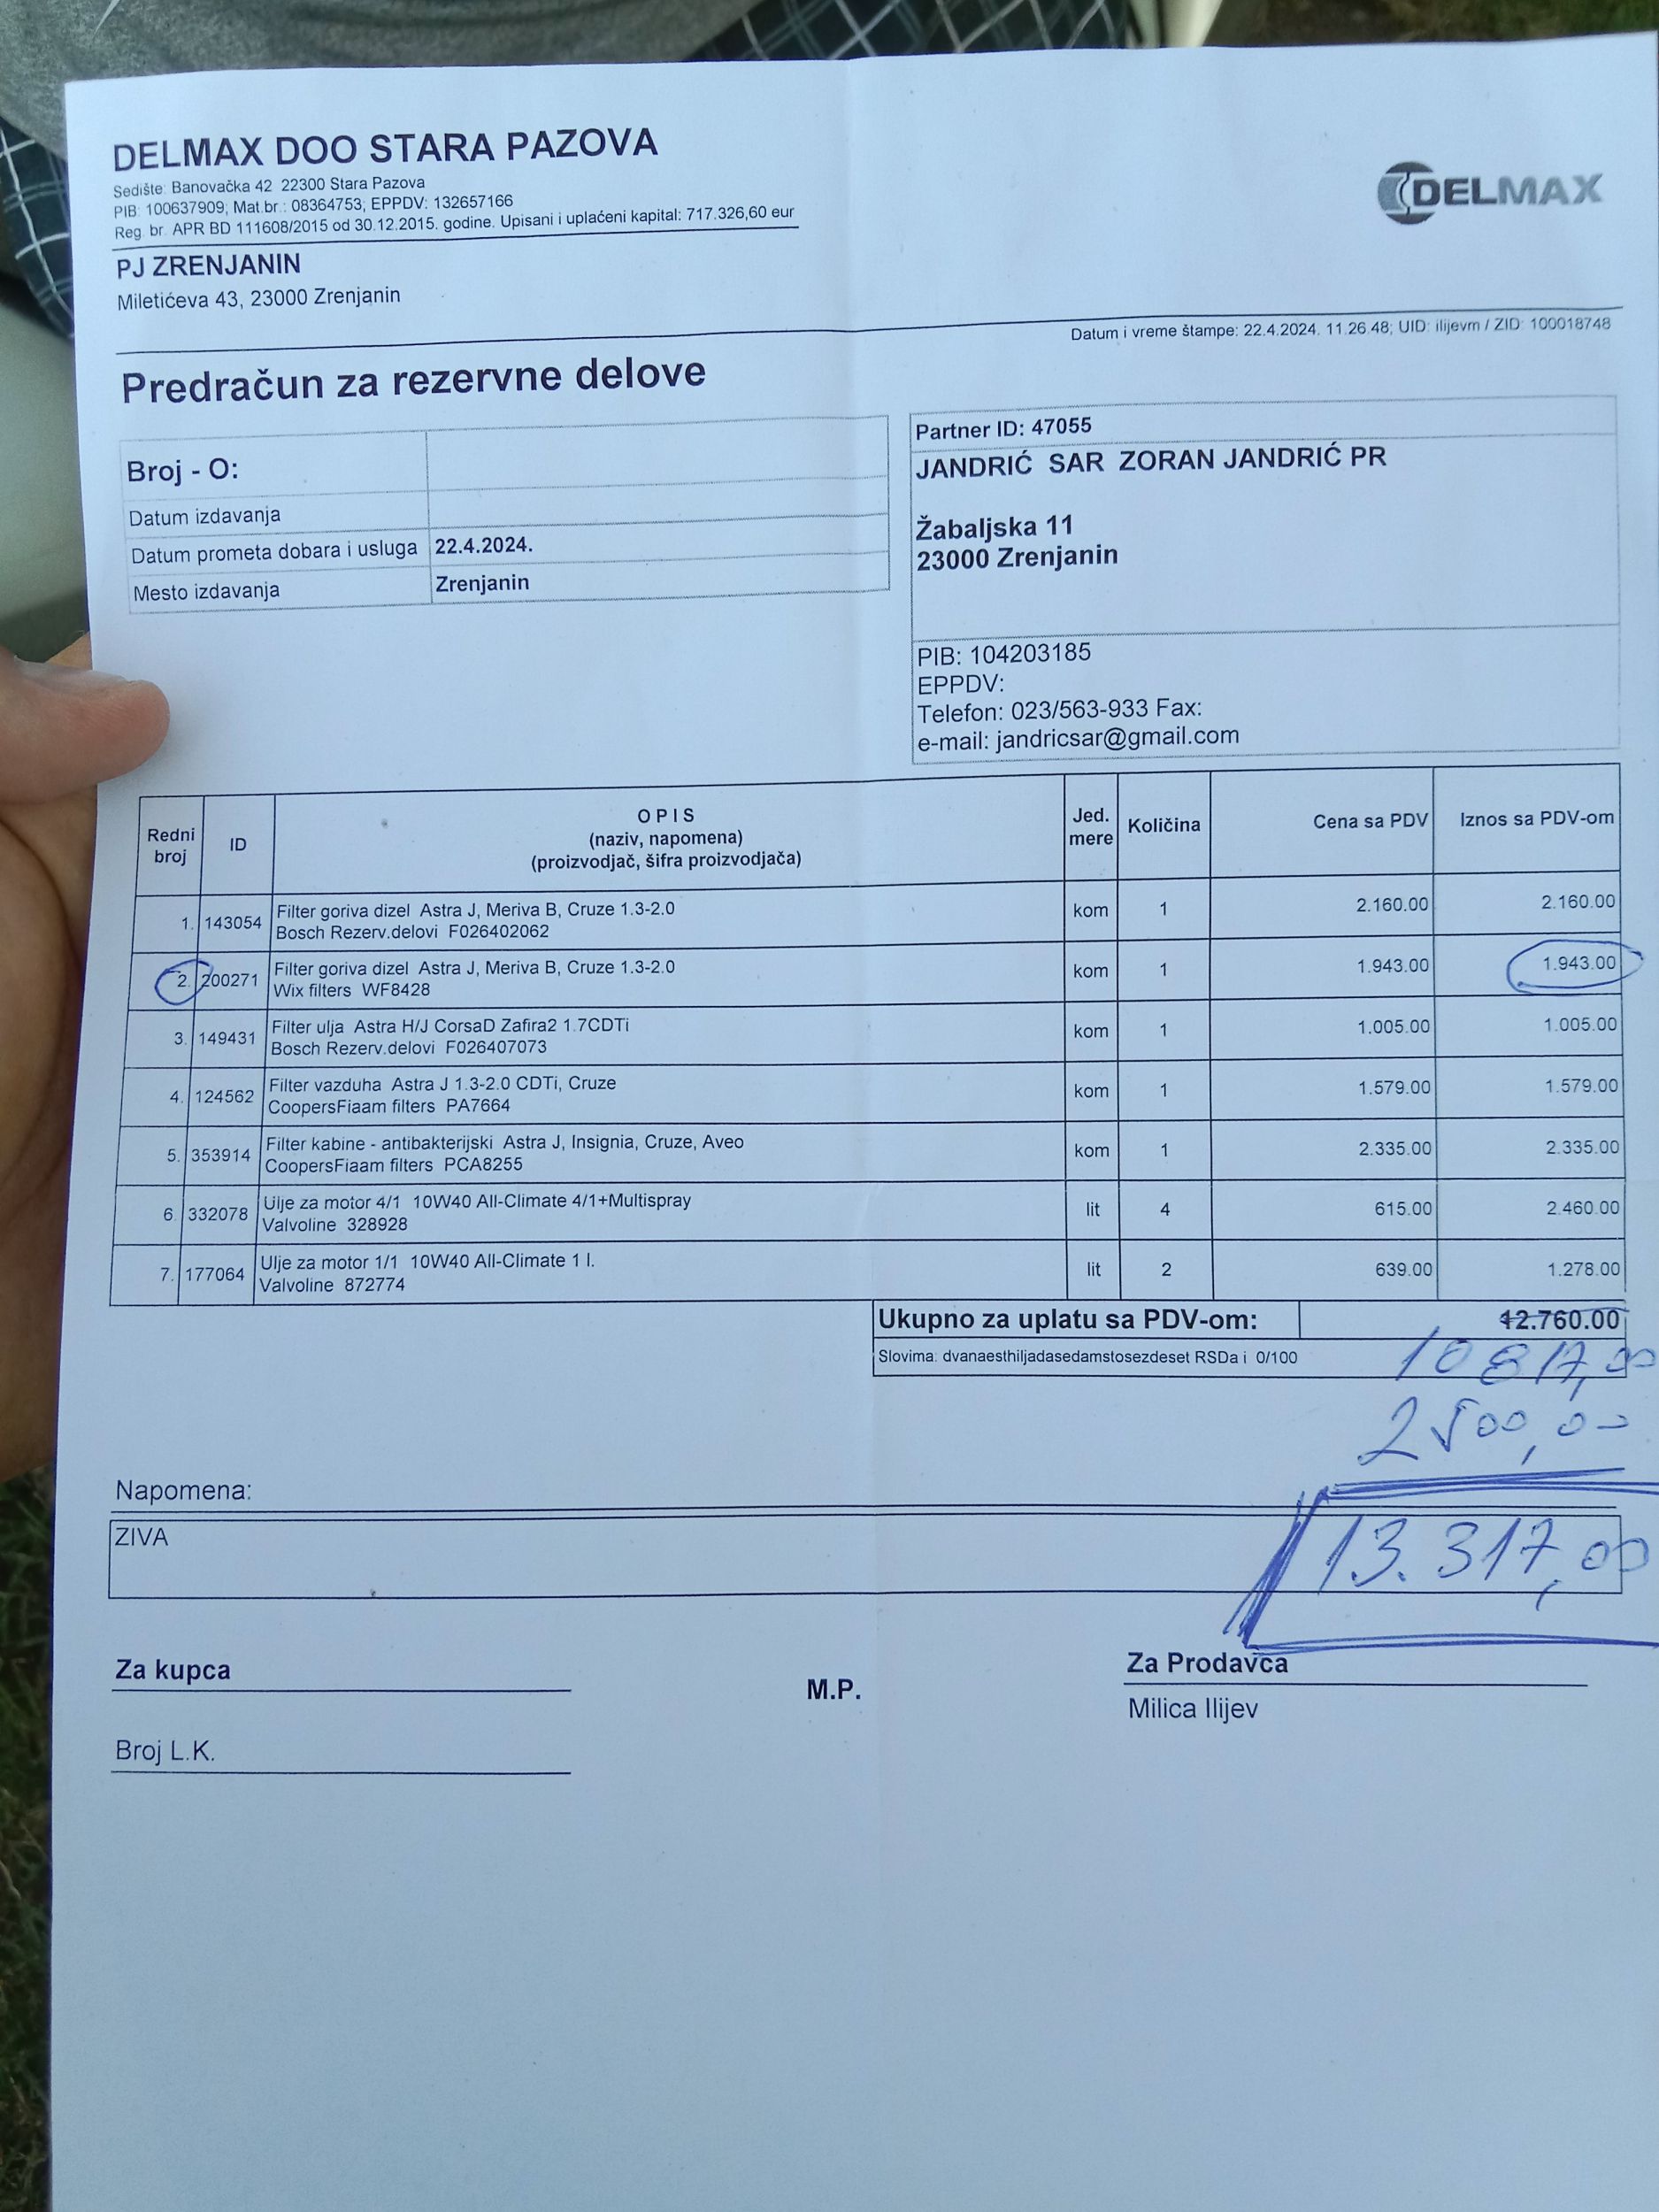 DELMAX DOO STARA PAZOVA
Sedište: Banovačka 42 22300 Stara Pazova
PIB: 100637909; Mat.br.: 08364753; EPPDV: 132657166
Reg. br. APR BD 111608/2015 od 30.12.2015. godine. Upisani i uplaćeni kapital: 717.326,60 eur
DELMAX
PJ ZRENJANIN
Miletićeva 43, 23000 Zrenjanin
Datum i vreme štampe: 22.4.2024. 11.26.48; UID: ilijevm / ZID: 100018748
Predračun za rezervne delove
Broj - O:
Datum izdavanja
Datum prometa dobara i usluga 22.4.2024.
Mesto izdavanja Zrenjanin
Partner ID: 47055
JANDRIĆ SAR ZORAN JANDRIĆ PR
Žabaljska 11
23000 Zrenjanin
PIB: 104203185
EPPDV:
Telefon: 023/563-933 Fax:
e-mail: jandricsar@gmail.com
Redni broj ID O P I S (naziv, napomena) (proizvodjač, šifra proizvodjača) Jed. mere Količina Cena sa PDV Iznos sa PDV-om
1. 143054 Filter goriva dizel Astra J, Meriva B, Cruze 1.3-2.0 kom 1 2.160.00 2.160.00
Bosch Rezerv.delovi F026402062
2. 200271 Filter goriva dizel Astra J, Meriva B, Cruze 1.3-2.0 kom 1 1.943.00 1.943.00
Wix filters WF8428
3. 149431 Filter ulja Astra H/J CorsaD Zafira2 1.7CDTi kom 1 1.005.00 1.005.00
Bosch Rezerv.delovi F026407073
4. 124562 Filter vazduha Astra J 1.3-2.0 CDTi, Cruze kom 1 1.579.00 1.579.00
CoopersFiaam filters PA7664
5. 353914 Filter kabine - antibakterijski Astra J, Insignia, Cruze, Aveo kom 1 2.335.00 2.335.00
CoopersFiaam filters PCA8255
6. 332078 Ulje za motor 4/1 10W40 All-Climate 4/1+Multispray lit 4 615.00 2.460.00
Valvoline 328928
7. 177064 Ulje za motor 1/1 10W40 All-Climate 1 l. lit 2 639.00 1.278.00
Valvoline 872774
Ukupno za uplatu sa PDV-om: 12.760.00
Slovima: dvanaesthiljadasedamstosezdeset RSDa i 0/100
10 817,00
2500,00
Napomena:
ZIVA
13.317,00
Za kupca
M.P.
Za Prodavca
Milica Ilijev
Broj L.K.